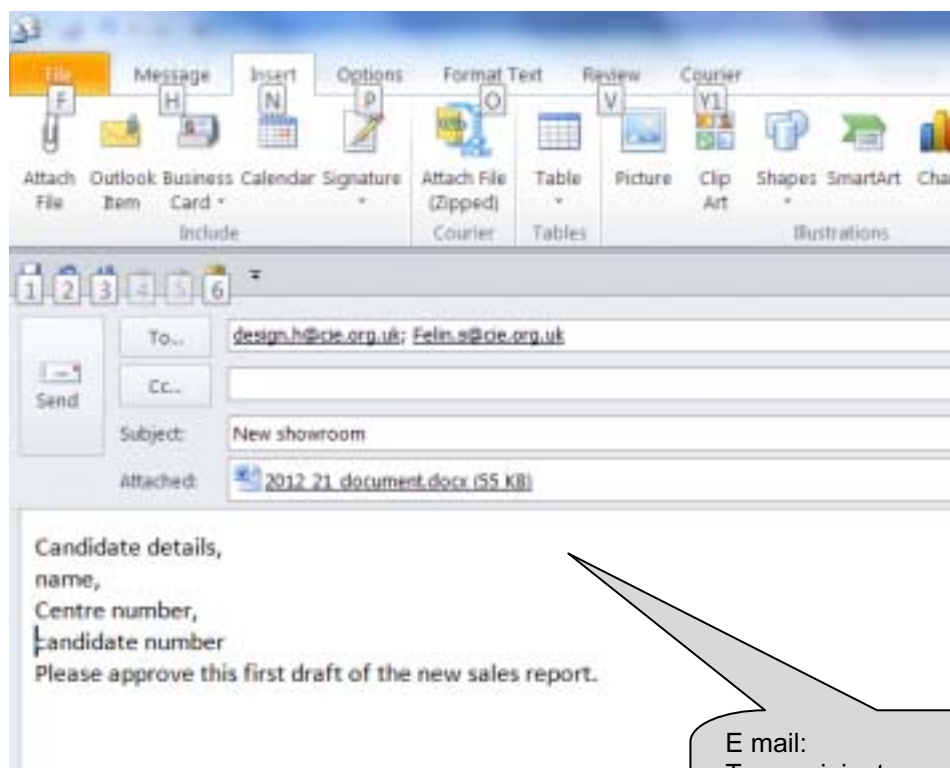 File Message Insert Options Format Text Review Courier
F H N P O V Y1
Attach Outlook Business Calendar Signature Attach File Table Picture Clip Shapes SmartArt
File Item Card (Zipped) Art
Include Courier Tables Illustrations
1 2 3 4 5 6
To... design.h@cie.org.uk; Felin.s@cie.org.uk
Cc...
Send
Subject: New showroom
Attached: 2012_21_document.docx (55 KB)
Candidate details,
name,
Centre number,
candidate number
Please approve this first draft of the new sales report.
E mail: